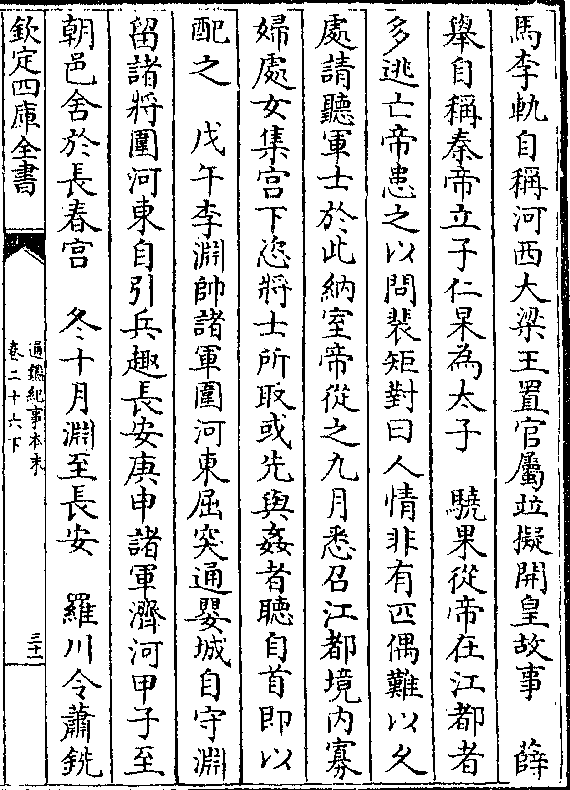 馬李軌自稱河西大梁王置官屬竝擬開皇故事　薛
舉自稱秦帝立子仁杲為太子　驍果從帝在江都者
多逃亡帝患之以問裴矩對曰人情非有匹偶難以久
處請聽軍士於此納室帝從之九月悉召江都境内寡
婦處女集宫下恣將士所取或先與姦者聽自首即以
配之　戊午李淵帥諸軍圍河東屈突通嬰城自守淵
留諸將圍河東自引兵趣長安庚申諸軍濟河甲子至
朝邑舍於長春宫　冬十月淵至長安　羅川令蕭銑
欽定四庫全書
通鑑紀事本末
卷二十六下
三十一